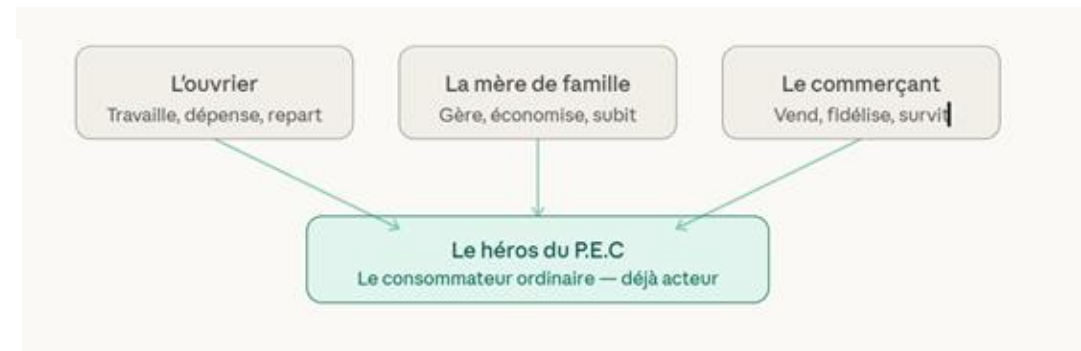 L'ouvrier
Travaille, dépense, repart
La mère de famille
Gère, économise, subit
Le commerçant
Vend, fidélise, survit
Le héros du P.E.C
Le consommateur ordinaire — déjà acteur